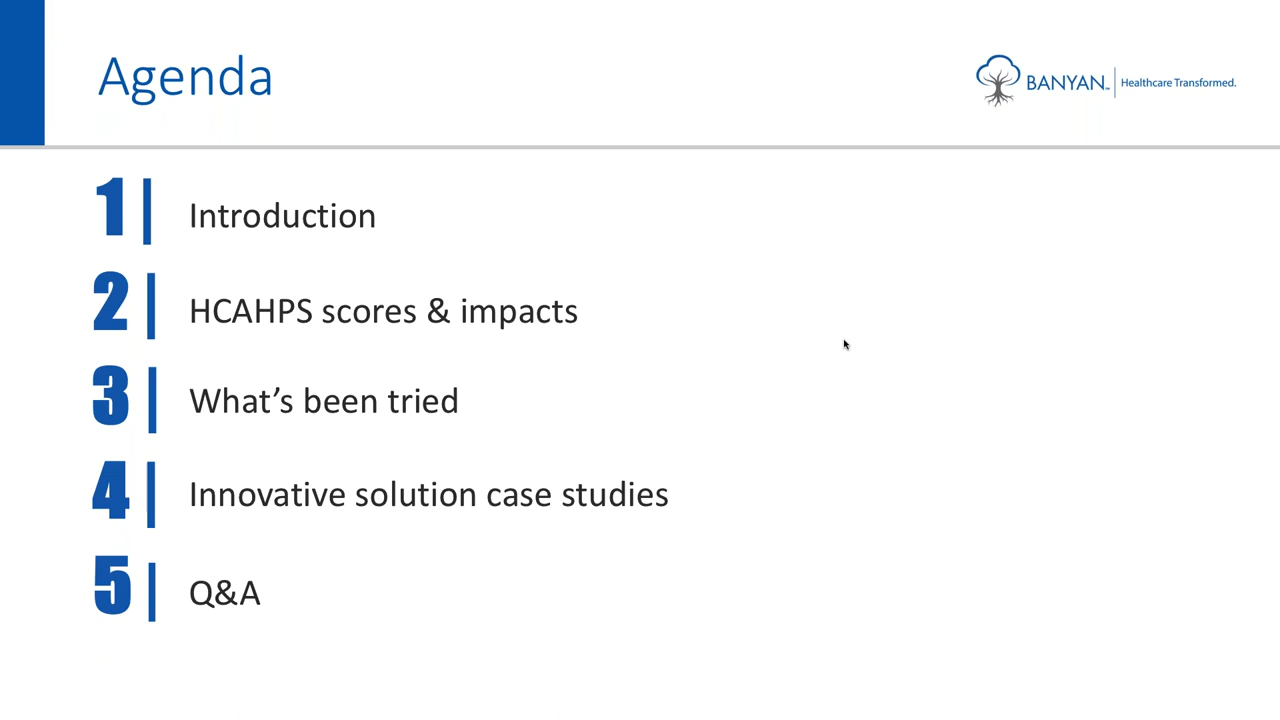 Agenda
BANYAN™ Healthcare Transformed.
1 Introduction
2 HCAHPS scores & impacts
3 What’s been tried
4 Innovative solution case studies
5 Q&A